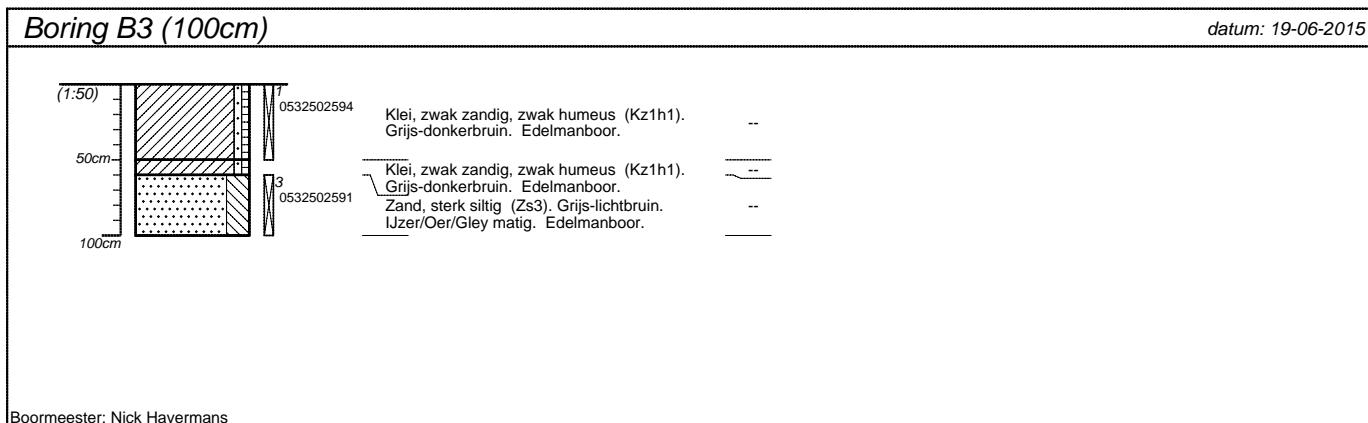 Boring B3 (100cm)
datum: 19-06-2015
(1:50)
1
0532502594
Klei, zwak zandig, zwak humeus (Kz1h1).
Grijs-donkerbruin. Edelmanboor.
--
50cm
Klei, zwak zandig, zwak humeus (Kz1h1).
Grijs-donkerbruin. Edelmanboor.
--
3
0532502591
Zand, sterk siltig (Zs3). Grijs-lichtbruin.
IJzer/Oer/Gley matig. Edelmanboor.
--
100cm
Boormeester: Nick Havermans